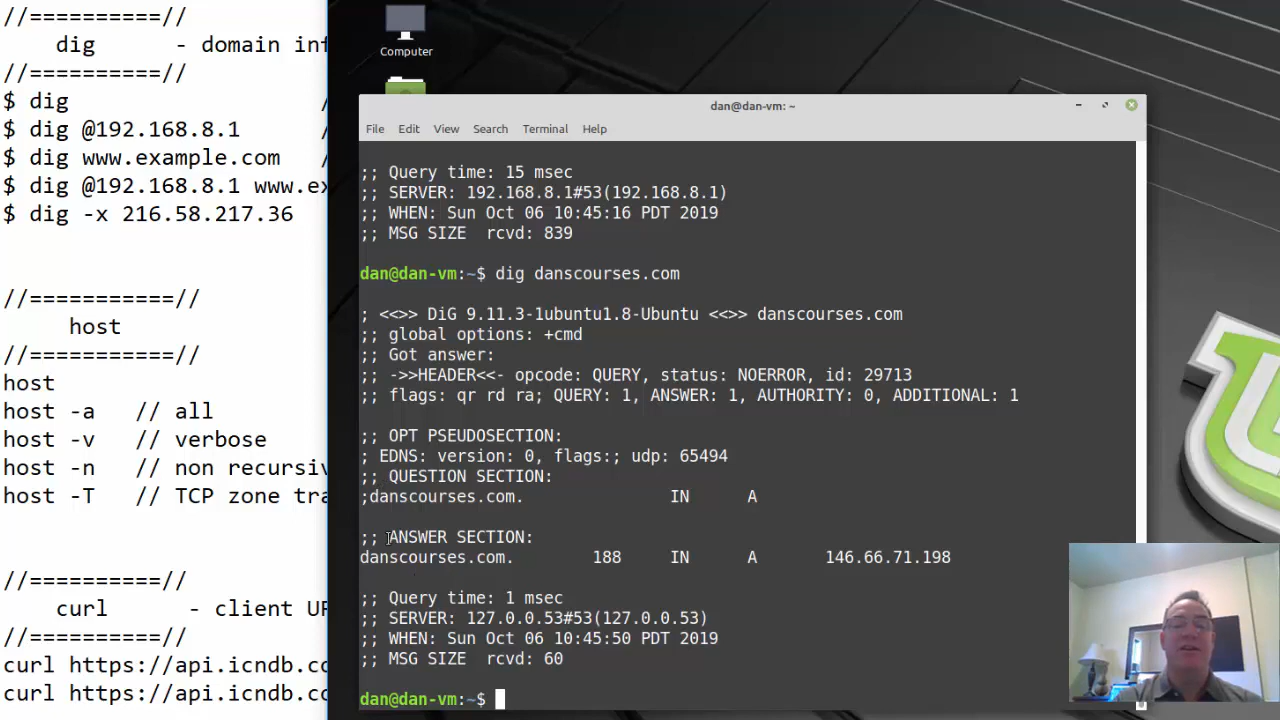 //==========//
dig - domain inf
//==========//
$ dig /
$ dig @192.168.8.1 /
$ dig www.example.com /
$ dig @192.168.8.1 www.ex
$ dig -x 216.58.217.36
//===========//
host
//===========//
host
host -a // all
host -v // verbose
host -n // non recursiv
host -T // TCP zone tra
//==========//
curl - client UR
//==========//
curl https://api.icndb.co
curl https://api.icndb.co
Computer
dan@dan-vm: ~
File Edit View Search Terminal Help
;; Query time: 15 msec
;; SERVER: 192.168.8.1#53(192.168.8.1)
;; WHEN: Sun Oct 06 10:45:16 PDT 2019
;; MSG SIZE rcvd: 839
dan@dan-vm:~$ dig danscourses.com
; <<>> DiG 9.11.3-1ubuntu1.8-Ubuntu <<>> danscourses.com
;; global options: +cmd
;; Got answer:
;; ->>HEADER<<- opcode: QUERY, status: NOERROR, id: 29713
;; flags: qr rd ra; QUERY: 1, ANSWER: 1, AUTHORITY: 0, ADDITIONAL: 1
;; OPT PSEUDOSECTION:
; EDNS: version: 0, flags:; udp: 65494
;; QUESTION SECTION:
;danscourses.com. IN A
;; ANSWER SECTION:
danscourses.com. 188 IN A 146.66.71.198
;; Query time: 1 msec
;; SERVER: 127.0.0.53#53(127.0.0.53)
;; WHEN: Sun Oct 06 10:45:50 PDT 2019
;; MSG SIZE rcvd: 60
dan@dan-vm:~$